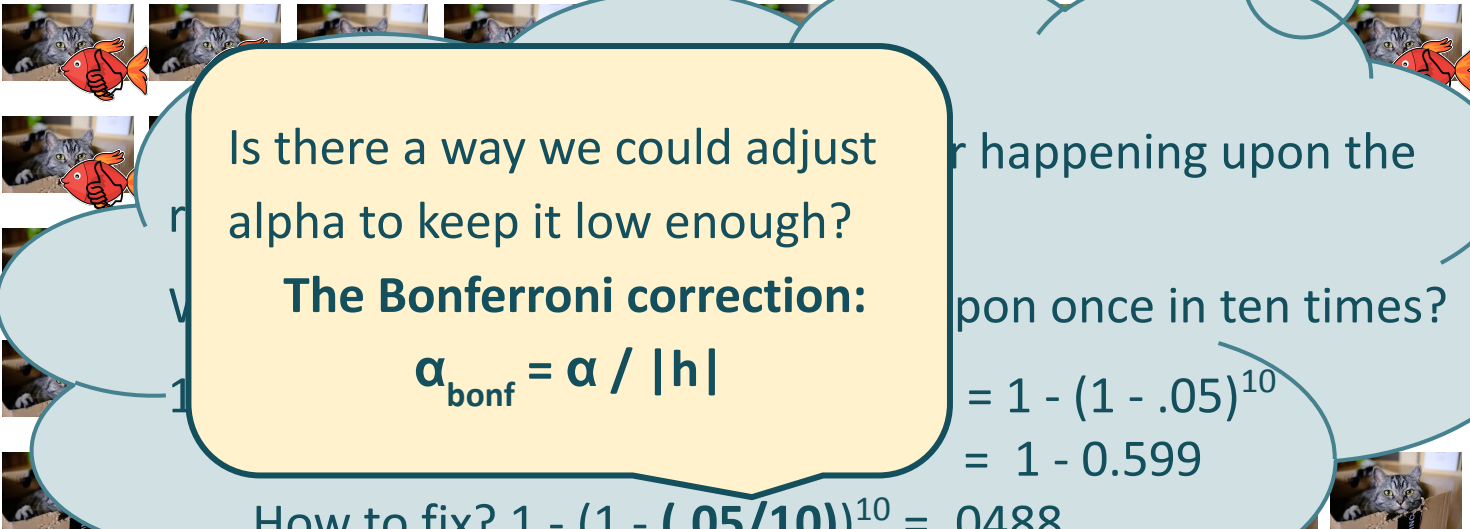 Is there a way we could adjust
alpha to keep it low enough?
The Bonferroni correction:
α_bonf = α / |h|
happening upon the
once in ten times?
= 1 - (1 - .05)^10
= 1 - 0.599
How to fix? 1 - (1 - (.05/10))^10 = .0488